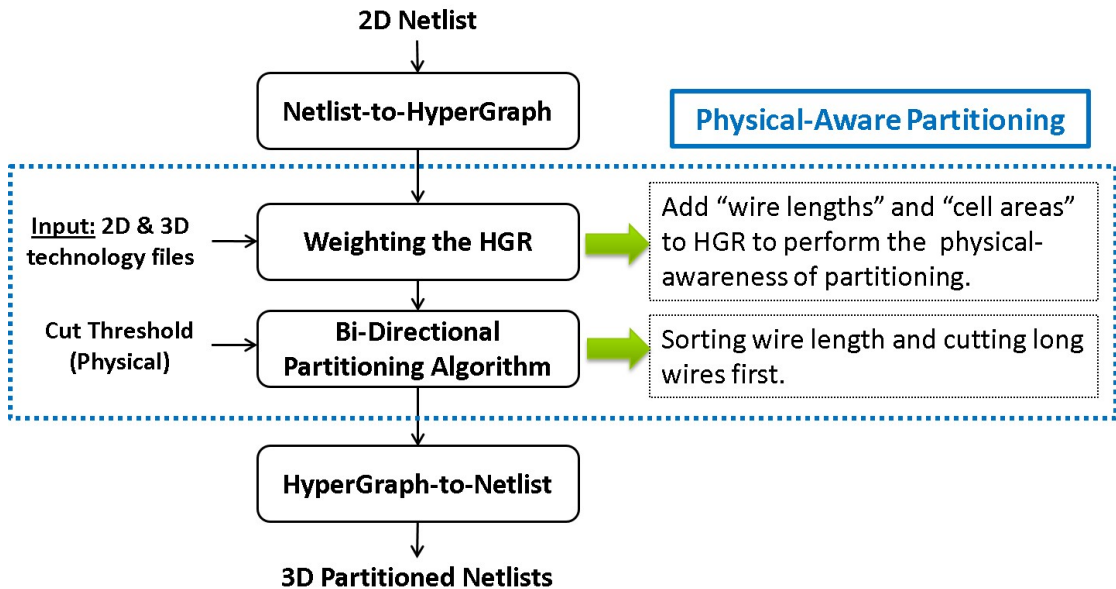 2D Netlist
Netlist-to-HyperGraph
Physical-Aware Partitioning
Input: 2D & 3D
technology files
Weighting the HGR
Add “wire lengths” and “cell areas”
to HGR to perform the physical-
awareness of partitioning.
Cut Threshold
(Physical)
Bi-Directional
Partitioning Algorithm
Sorting wire length and cutting long
wires first.
HyperGraph-to-Netlist
3D Partitioned Netlists